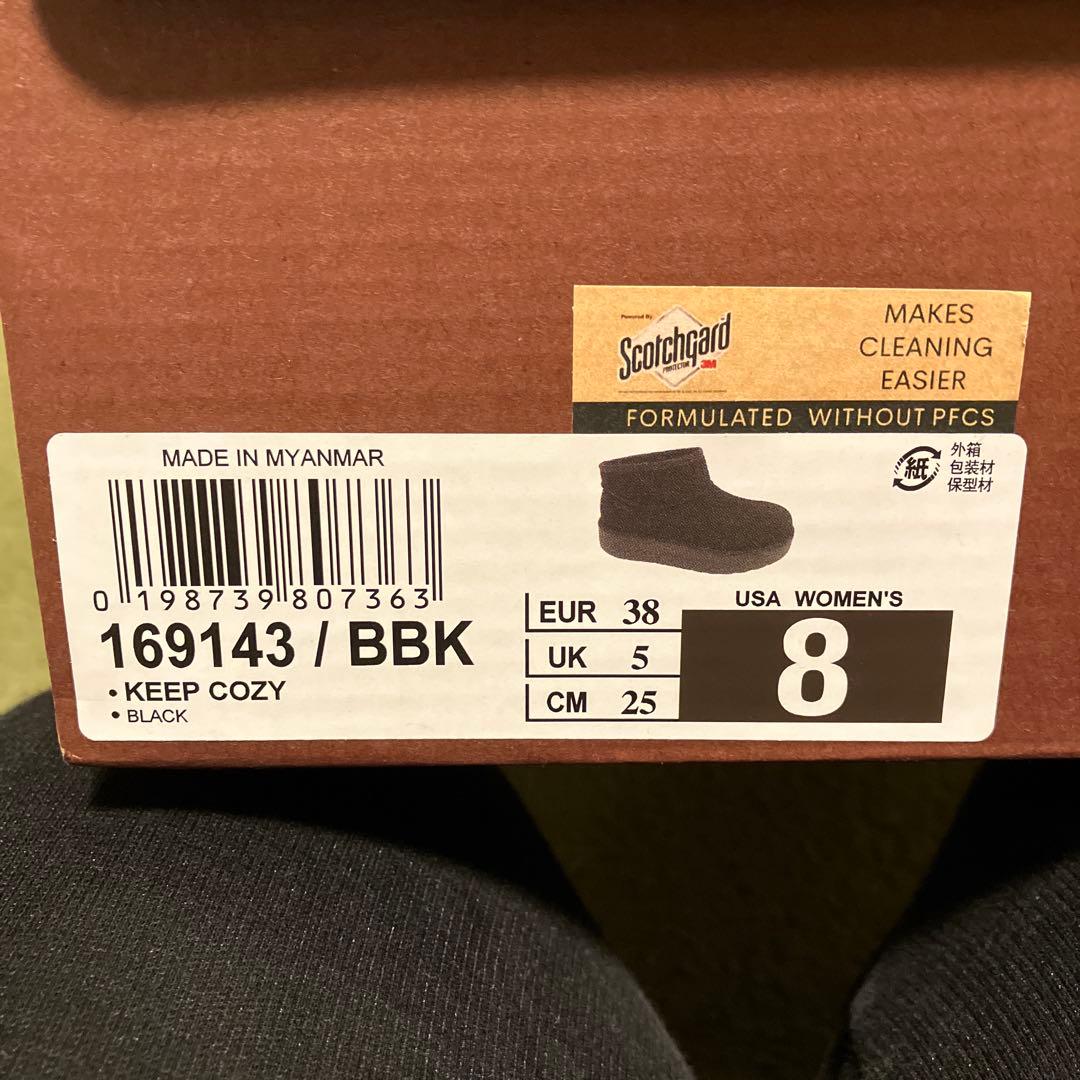 Powered By
Scotchgard
PROTECTOR 3M
MAKES
CLEANING
EASIER
FORMULATED WITHOUT PFCS
MADE IN MYANMAR
0 198739 807363
169143 / BBK
• KEEP COZY
• BLACK
紙
外箱
包装材
保型材
EUR 38
UK 5
CM 25
USA WOMEN'S
8